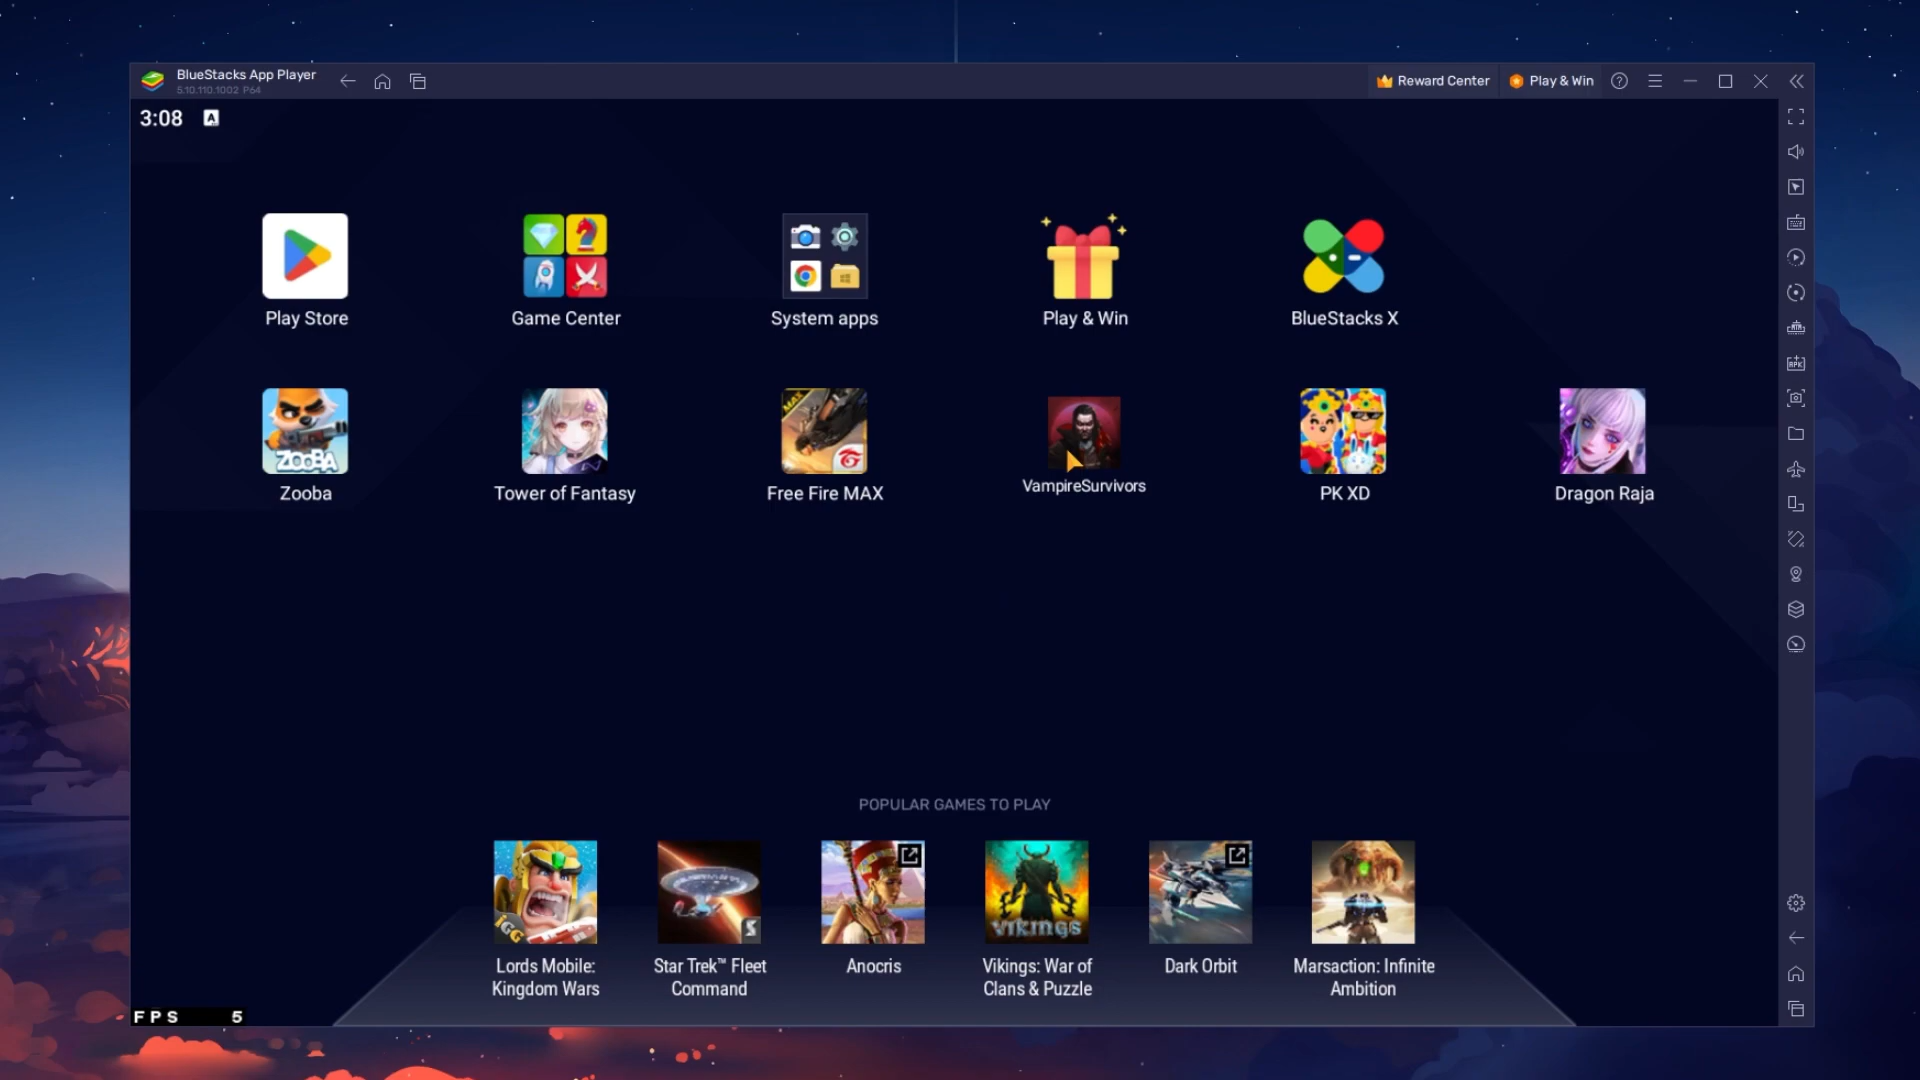 BlueStacks App Player
5.10.110.1002 P64
Reward Center
Play & Win
3:08
A
Play Store
Game Center
System apps
Play & Win
BlueStacks X
ZOOBA
MAX
Zooba
Tower of Fantasy
Free Fire MAX
VampireSurvivors
PK XD
Dragon Raja
POPULAR GAMES TO PLAY
IGG
S
VIKINGS
Lords Mobile:
Kingdom Wars
Star Trek™ Fleet
Command
Anocris
Vikings: War of
Clans & Puzzle
Dark Orbit
Marsaction: Infinite
Ambition
FPS 5